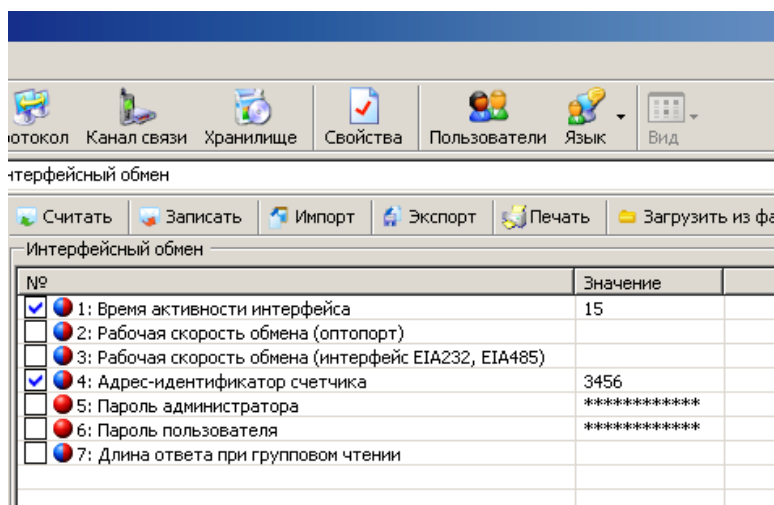 ротокол Канал связи Хранилище Свойства Пользователи Язык Вид
нтерфейсный обмен
Считать Записать Импорт Экспорт Печать Загрузить из фа
Интерфейсный обмен
№ Значение
1: Время активности интерфейса 15
2: Рабочая скорость обмена (оптопорт)
3: Рабочая скорость обмена (интерфейс EIA232, EIA485)
4: Адрес-идентификатор счетчика 3456
5: Пароль администратора ************
6: Пароль пользователя ************
7: Длина ответа при групповом чтении